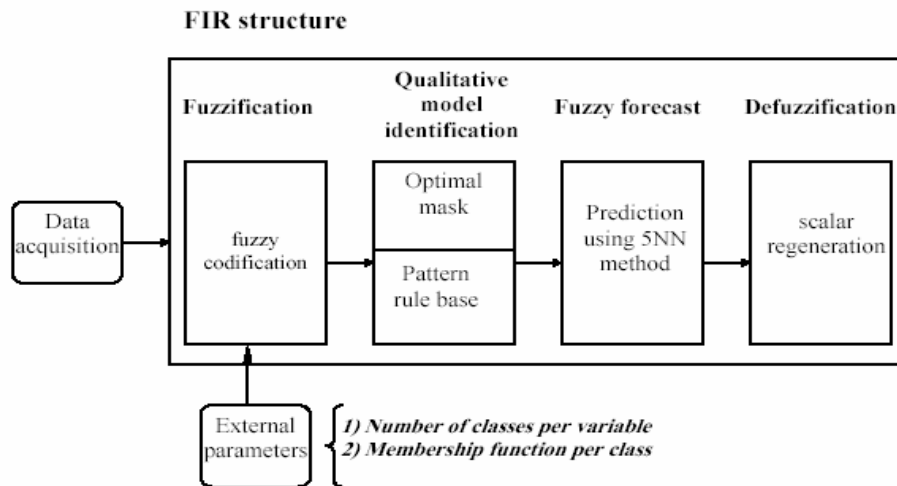 FIR structure
Fuzzification
Qualitative
model
identification
Fuzzy forecast
Defuzzification
Data
acquisition
fuzzy
codification
Optimal
mask
Pattern
rule base
Prediction
using 5NN
method
scalar
regeneration
External
parameters
1) Number of classes per variable
2) Membership function per class